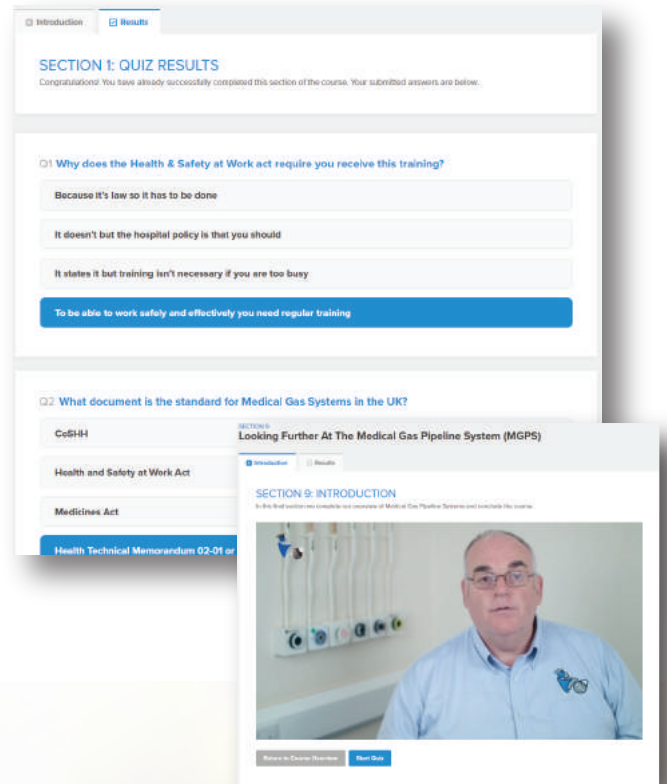 Introduction
Results
SECTION 1: QUIZ RESULTS
Congratulations! You have already successfully completed this section of the course. Your submitted answers are below.
Q1 Why does the Health & Safety at Work act require you receive this training?
Because it's law so it has to be done
It doesn't but the hospital policy is that you should
It states it but training isn't necessary if you are too busy
To be able to work safely and effectively you need regular training
Q2 What document is the standard for Medical Gas Systems in the UK?
CoSHH
Health and Safety at Work Act
Medicines Act
Health Technical Memorandum 02-01 or
SECTION 9
Looking Further At The Medical Gas Pipeline System (MGPS)
Introduction
Results
SECTION 9: INTRODUCTION
In this final section we complete our overview of Medical Gas Pipeline Systems and conclude the course.
Return to Course Overview
Start Quiz